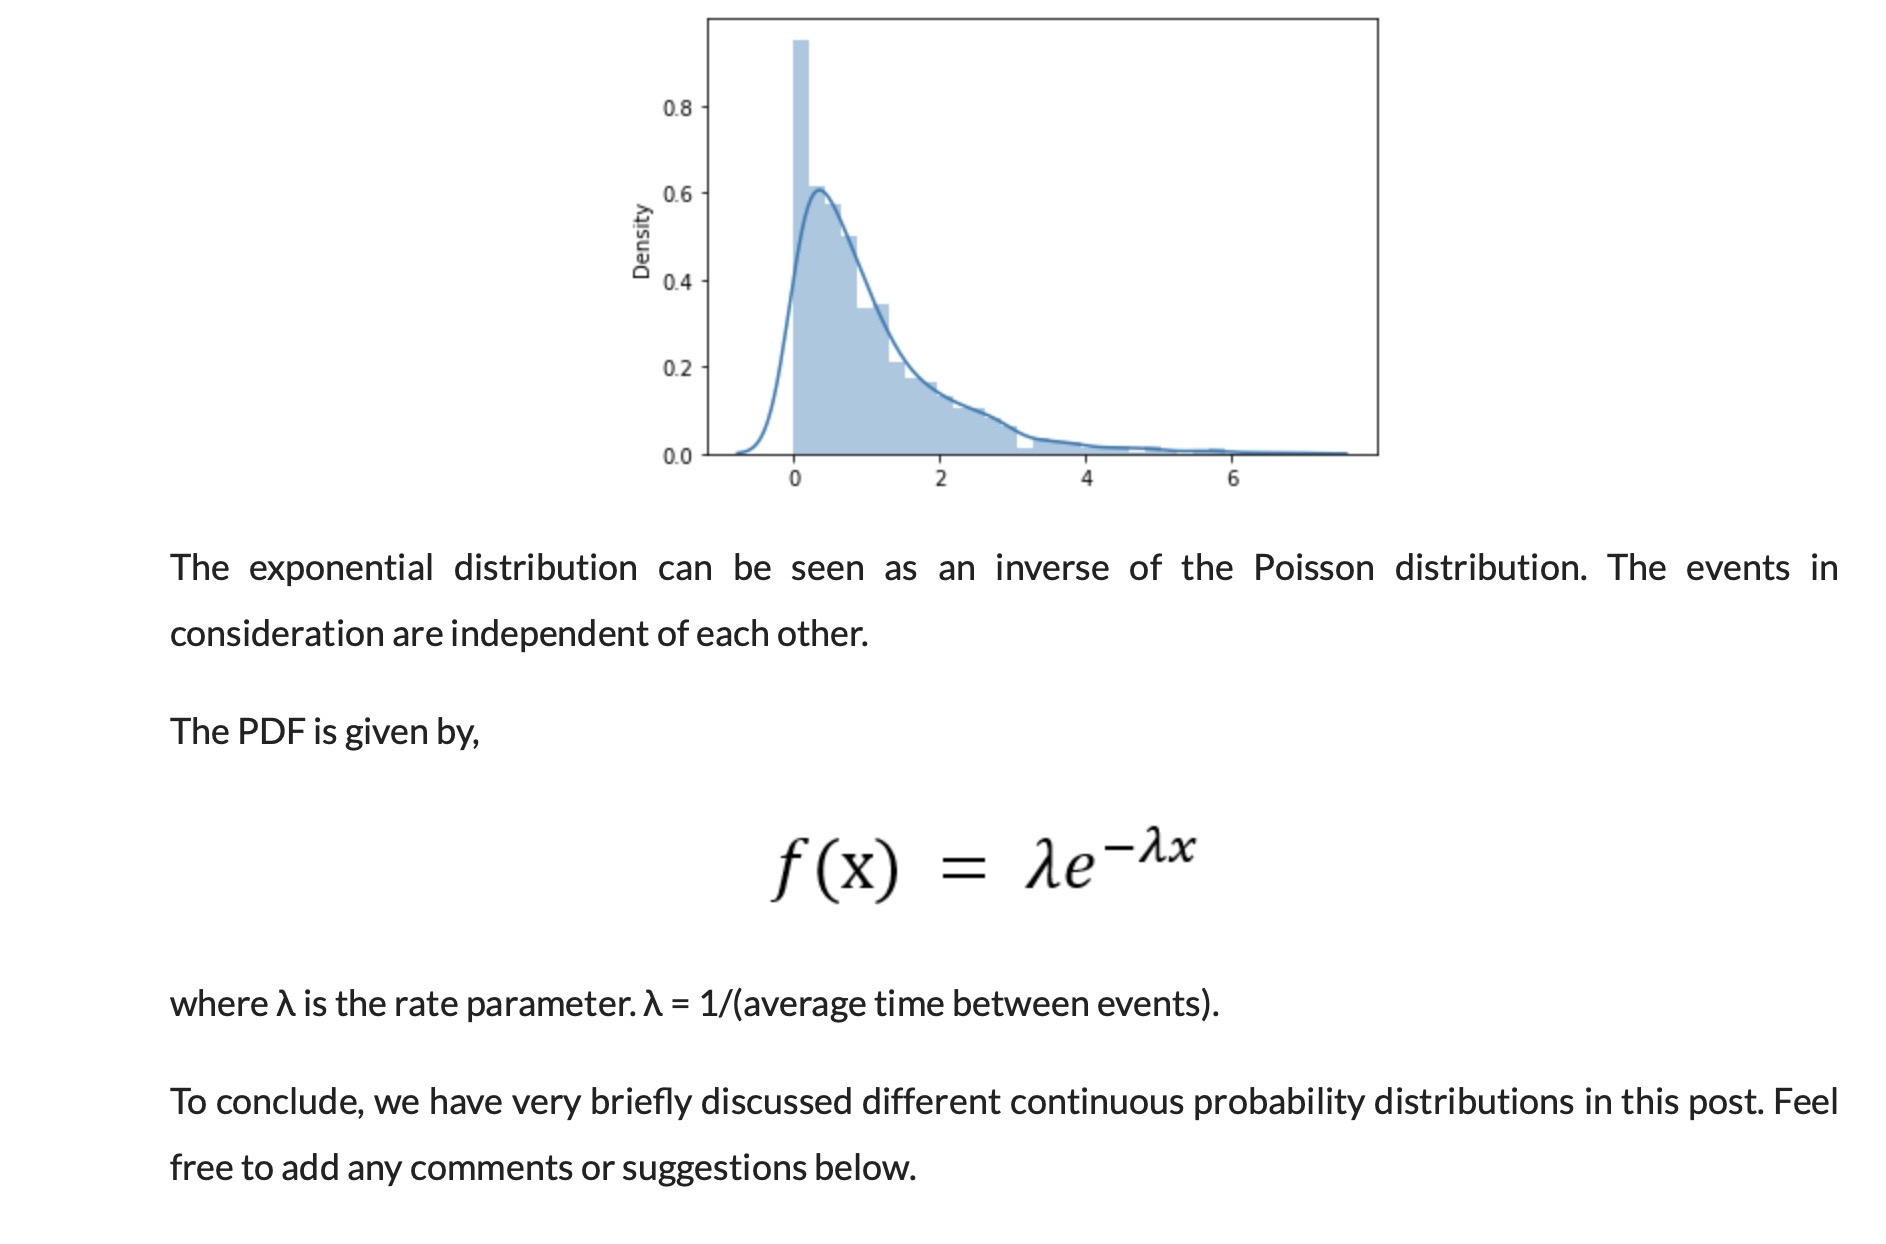 0.8
0.6
0.4
0.2
0.0
Density
0 2 4 6
The exponential distribution can be seen as an inverse of the Poisson distribution. The events in
consideration are independent of each other.
The PDF is given by,
f(x) = λe^{−λx}
where λ is the rate parameter. λ = 1/(average time between events).
To conclude, we have very briefly discussed different continuous probability distributions in this post. Feel
free to add any comments or suggestions below.